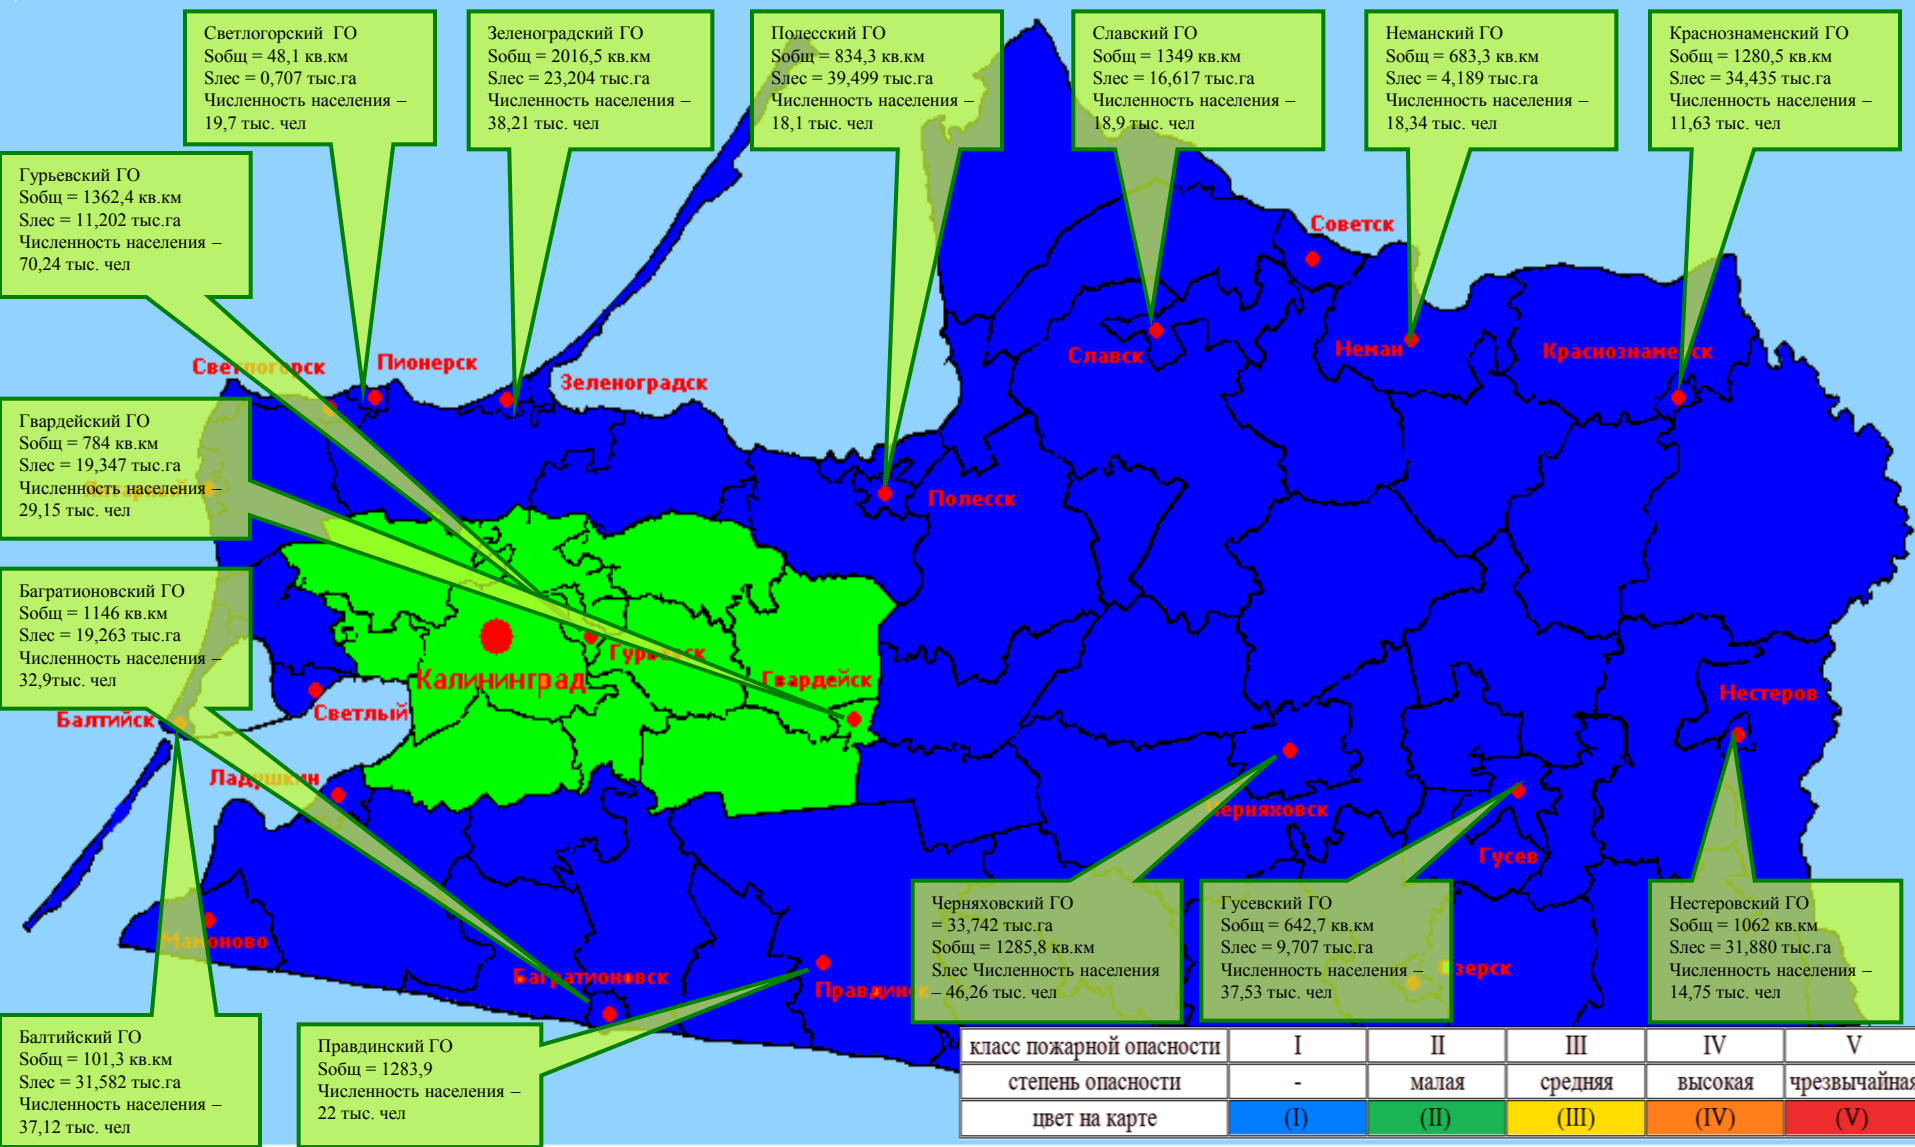 Светлогорский ГО
Sобщ = 48,1 кв.км
Sлес = 0,707 тыс.га
Численность населения –
19,7 тыс. чел
Зеленоградский ГО
Sобщ = 2016,5 кв.км
Sлес = 23,204 тыс.га
Численность населения –
38,21 тыс. чел
Полесский ГО
Sобщ = 834,3 кв.км
Sлес = 39,499 тыс.га
Численность населения –
18,1 тыс. чел
Славский ГО
Sобщ = 1349 кв.км
Sлес = 16,617 тыс.га
Численность населения –
18,9 тыс. чел
Неманский ГО
Sобщ = 683,3 кв.км
Sлес = 4,189 тыс.га
Численность населения –
18,34 тыс. чел
Краснознаменский ГО
Sобщ = 1280,5 кв.км
Sлес = 34,435 тыс.га
Численность населения –
11,63 тыс. чел
Гурьевский ГО
Sобщ = 1362,4 кв.км
Sлес = 11,202 тыс.га
Численность населения –
70,24 тыс. чел
Советск
Славск
Неман
Краснознаменск
Светлогорск
Пионерск
Зеленоградск
Гвардейский ГО
Sобщ = 784 кв.км
Sлес = 19,347 тыс.га
Численность населения –
29,15 тыс. чел
Янтарный
Полесск
Багратионовский ГО
Sобщ = 1146 кв.км
Sлес = 19,263 тыс.га
Численность населения –
32,9тыс. чел
Гурьевск
Калининград
Гвардейск
Нестеров
Балтийск
Светлый
Ладушкин
Черняховск
Гусев
Мамоново
Багратионовск
Правдинск
зерск
Черняховский ГО
= 33,742 тыс.га
Sобщ = 1285,8 кв.км
Sлес Численность населения
– 46,26 тыс. чел
Гусевский ГО
Sобщ = 642,7 кв.км
Sлес = 9,707 тыс.га
Численность населения –
37,53 тыс. чел
Нестеровский ГО
Sобщ = 1062 кв.км
Sлес = 31,880 тыс.га
Численность населения –
14,75 тыс. чел
Балтийский ГО
Sобщ = 101,3 кв.км
Sлес = 31,582 тыс.га
Численность населения –
37,12 тыс. чел
Правдинский ГО
Sобщ = 1283,9
Численность населения –
22 тыс. чел
класс пожарной опасности I II III IV V
степень опасности - малая средняя высокая чрезвычайная
цвет на карте (I) (II) (III) (IV) (V)